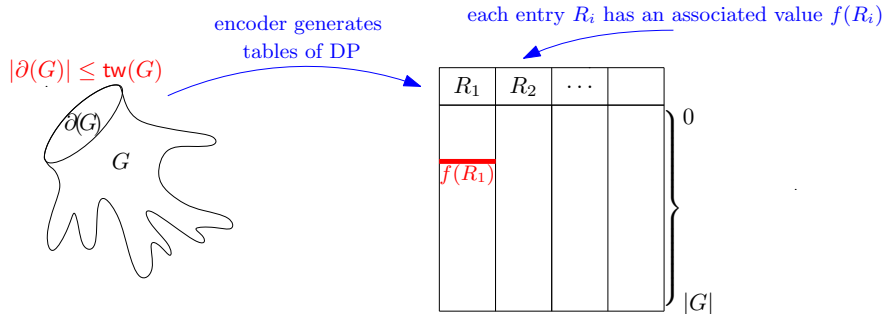 each entry R_i has an associated value f(R_i)
encoder generates
tables of DP
|∂(G)| ≤ tw(G)
R_1 R_2 ⋯
∂(G)
0
G
f(R_1)
|G|